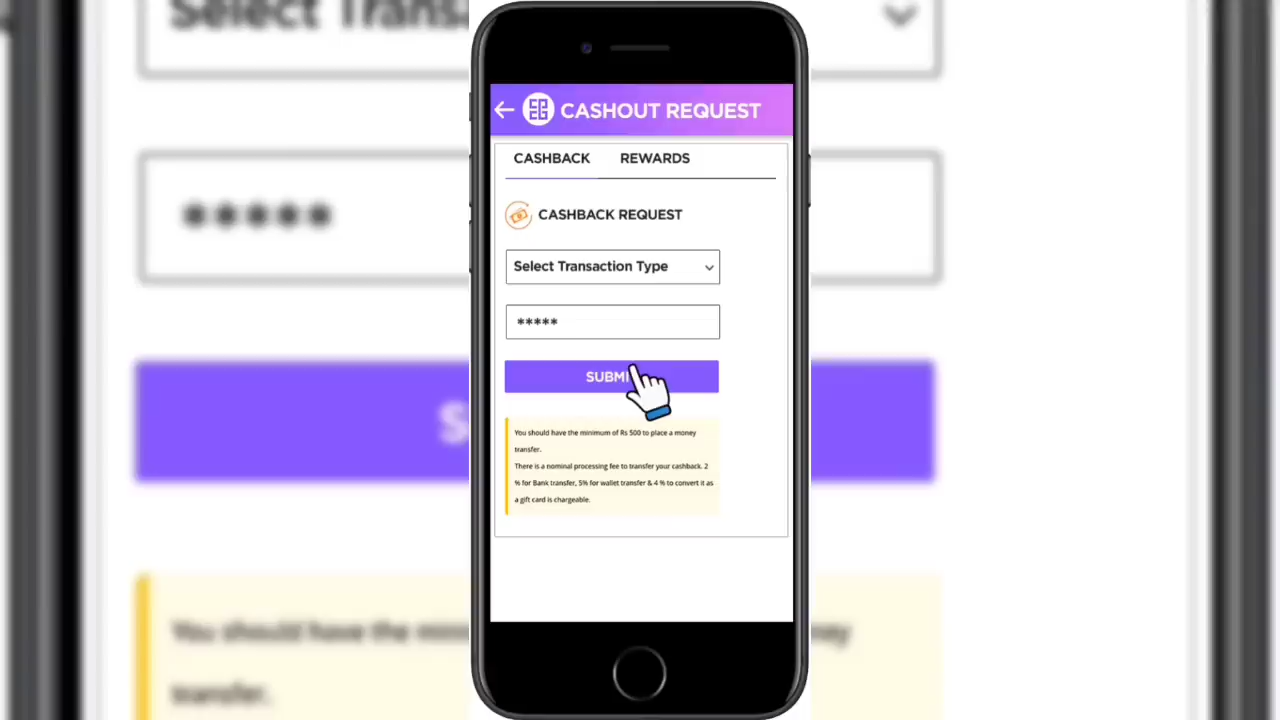 CASHOUT REQUEST
CASHBACK REWARDS
CASHBACK REQUEST
Select Transaction Type
*****
SUBMI
You should have the minimum of Rs 500 to place a money
transfer.
There is a nominal processing fee to transfer your cashback. 2
% for Bank transfer, 5% for wallet transfer & 4 % to convert it as
a gift card is chargeable.